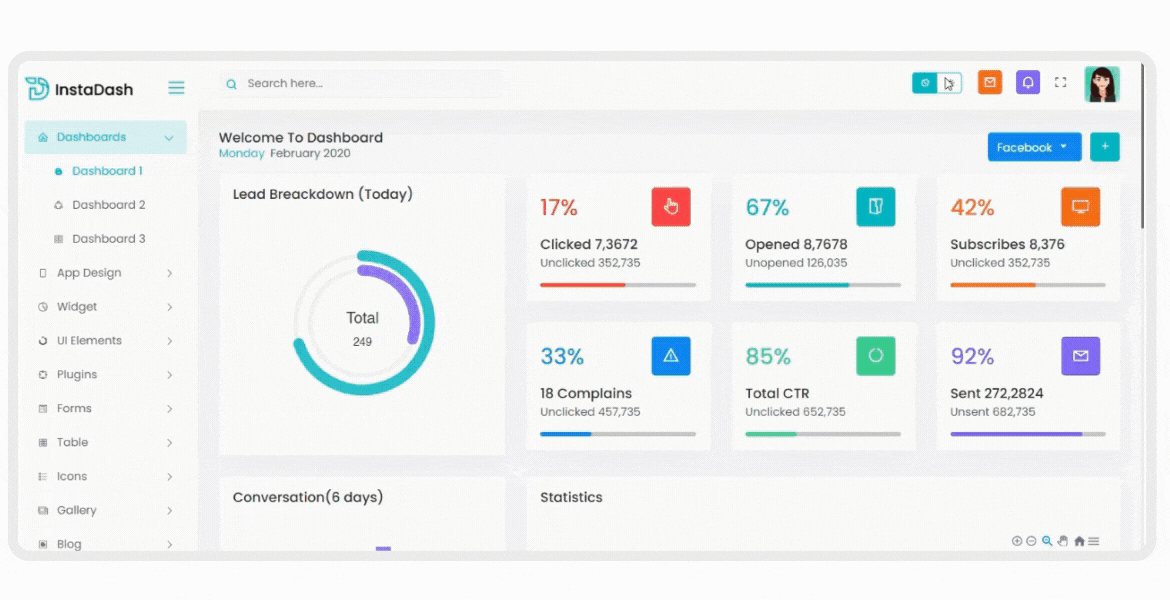 InstaDash
Search here...
Dashboards
Dashboard 1
Dashboard 2
Dashboard 3
App Design
Widget
UI Elements
Plugins
Forms
Table
Icons
Gallery
Blog
Welcome To Dashboard
Monday February 2020
Facebook
+
Lead Breackdown (Today)
Total
249
17%
Clicked 7,3672
Unclicked 352,735
67%
Opened 8,7678
Unopened 126,035
42%
Subscribes 8,376
Unclicked 352,735
33%
18 Complains
Unclicked 457,735
85%
Total CTR
Unclicked 652,735
92%
Sent 272,2824
Unsent 682,735
Conversation(6 days)
Statistics